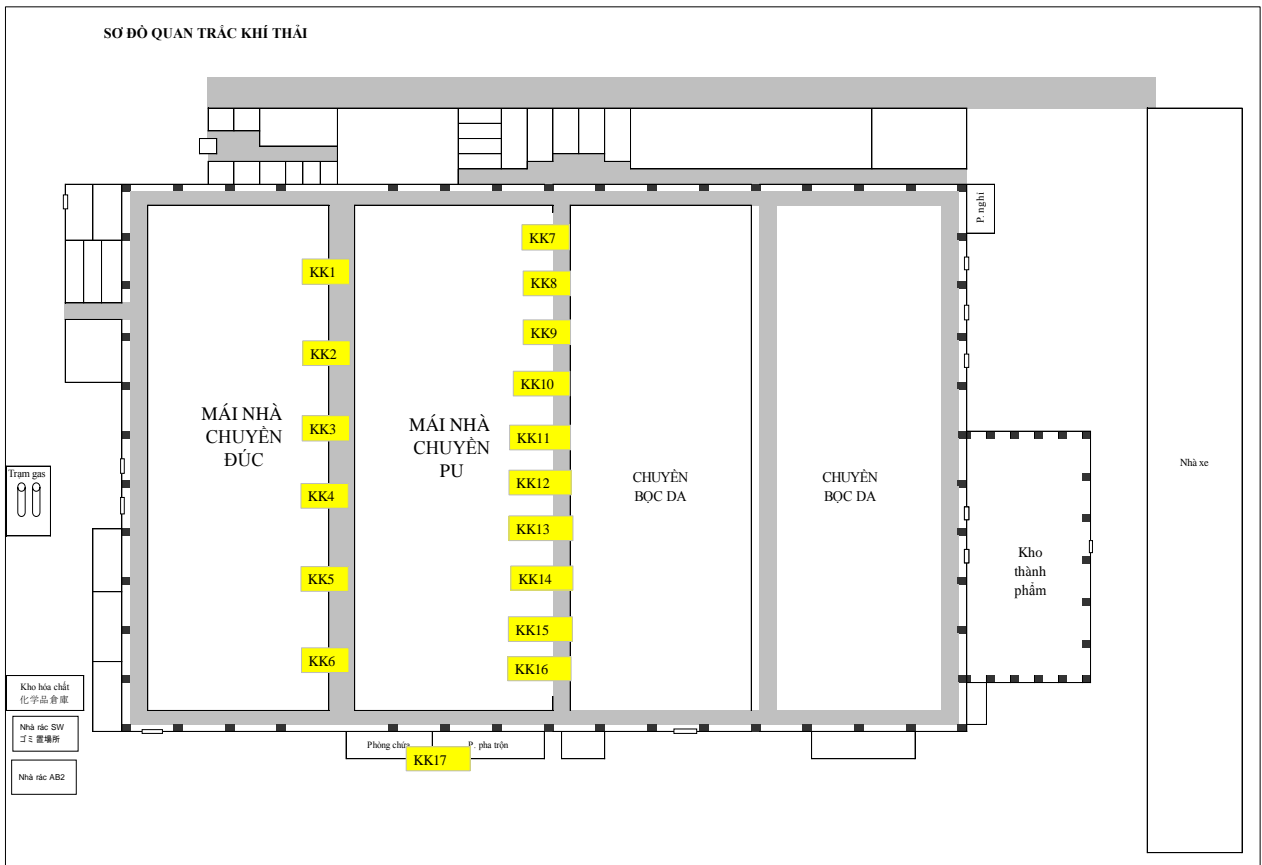 SƠ ĐỒ QUAN TRẮC KHÍ THẢI
P. nghỉ
KK7
KK1
KK8
KK9
KK2
KK10
MÁI NHÀ
CHUYỀN
ĐÚC
KK3
MÁI NHÀ
CHUYỀN
PU
KK11
KK4
KK12
CHUYỀN
BỌC DA
CHUYỀN
BỌC DA
Nhà xe
Trạm gas
KK13
KK5
KK14
Kho
thành
phẩm
KK15
KK6
KK16
Kho hóa chất
化学品倉庫
Nhà rác SW
ゴミ置場所
Nhà rác AB2
Phòng chứa
P. pha trộn
KK17